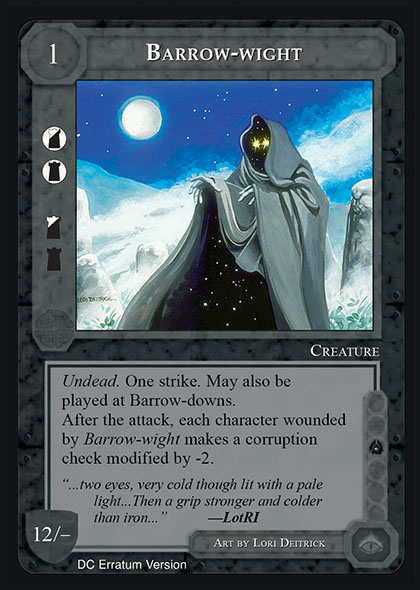 1
BARROW-WIGHT
LORI DEITRICK
CREATURE
Undead. One strike. May also be
played at Barrow-downs.
After the attack, each character wounded
by Barrow-wight makes a corruption
check modified by -2.
“...two eyes, very cold though lit with a pale
light...Then a grip stronger and colder
than iron...” —LotRI
12/–
ART BY LORI DEITRICK
DC Erratum Version